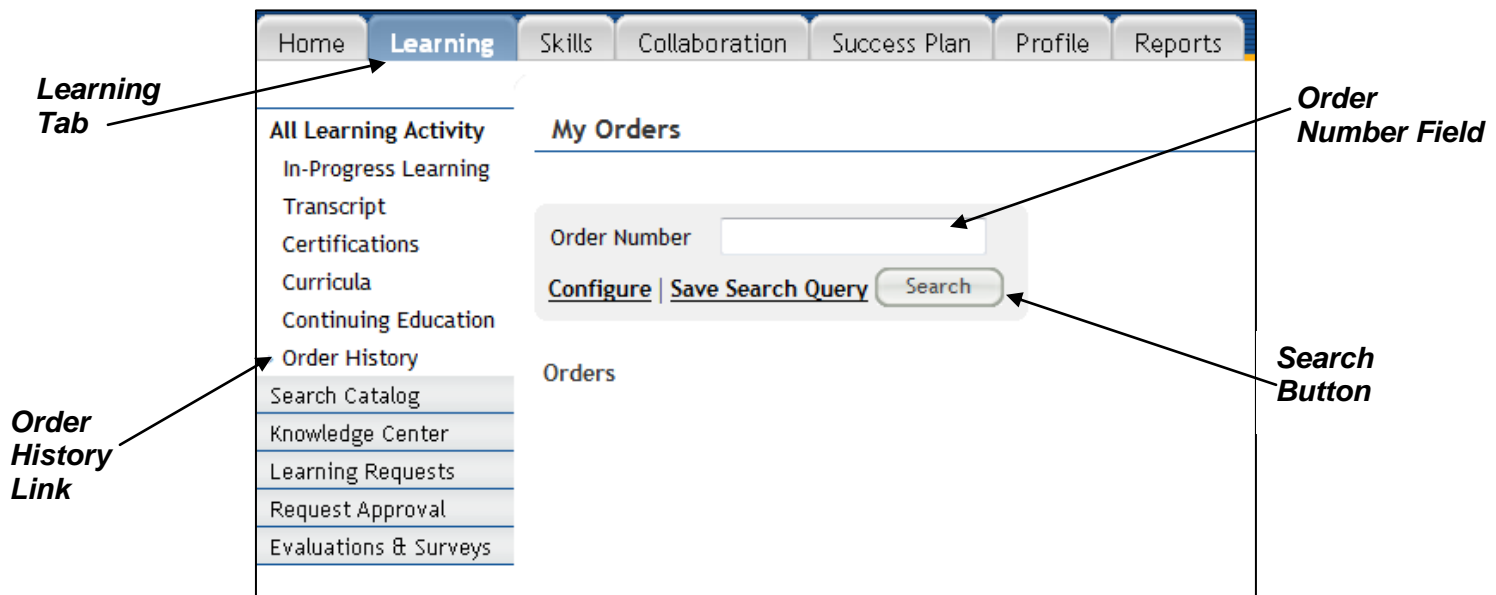 Home Learning Skills Collaboration Success Plan Profile Reports
Learning
Tab
Order
Number Field
All Learning Activity
In-Progress Learning
Transcript
Certifications
Curricula
Continuing Education
Order History
Search Catalog
Knowledge Center
Learning Requests
Request Approval
Evaluations & Surveys
Order
History
Link
My Orders
Order Number
Configure | Save Search Query Search
Orders
Search
Button